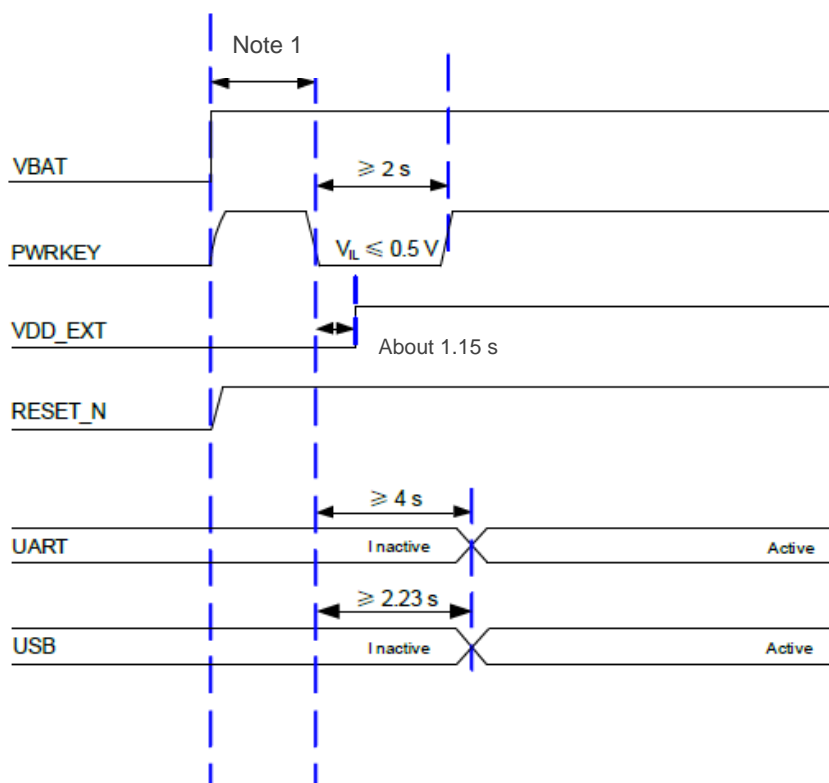 Note 1
VBAT
≥ 2 s
PWRKEY
V_IL ≤ 0.5 V
VDD_EXT
About 1.15 s
RESET_N
≥ 4 s
UART
Inactive
Active
≥ 2.23 s
USB
Inactive
Active